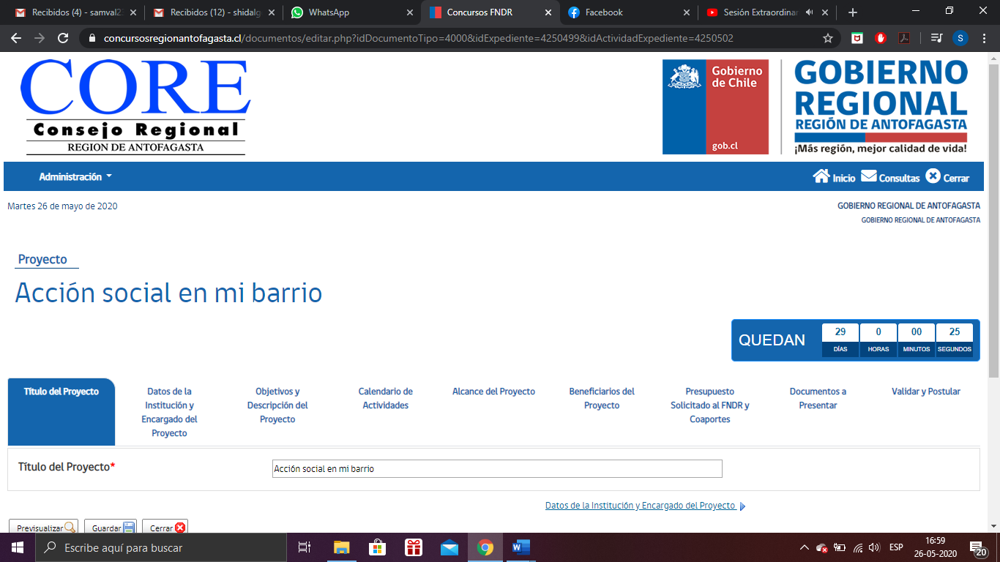 Recibidos (4) - samval2
Recibidos (12) - shidalg
WhatsApp
Concursos FNDR
Facebook
Sesión Extraordinar
concursosregionantofagasta.cl/documentos/editar.php?idDocumentoTipo=4000&idExpediente=4250499&idActividadExpediente=4250502
S
CORE
Consejo Regional
REGION DE ANTOFAGASTA
Gobierno
de Chile
gob.cl
GOBIERNO
REGIONAL
REGIÓN DE ANTOFAGASTA
¡Más región, mejor calidad de vida!
Administración
Inicio
Consultas
Cerrar
Martes 26 de mayo de 2020
GOBIERNO REGIONAL DE ANTOFAGASTA
GOBIERNO REGIONAL DE ANTOFAGASTA
Proyecto
Acción social en mi barrio
QUEDAN
29
DÍAS
0
HORAS
00
MINUTOS
25
SEGUNDOS
Título del Proyecto
Datos de la
Institución y
Encargado del
Proyecto
Objetivos y
Descripción del
Proyecto
Calendario de
Actividades
Alcance del Proyecto
Beneficiarios del
Proyecto
Presupuesto
Solicitado al FNDR y
Coaportes
Documentos a
Presentar
Validar y Postular
Título del Proyecto*
Acción social en mi barrio
Datos de la Institución y Encargado del Proyecto
Previsualizar
Guardar
Cerrar
Escribe aquí para buscar
ESP
16:59
26-05-2020
20